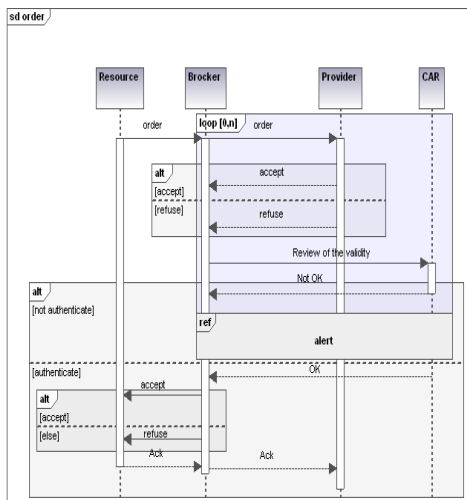 sd order
Resource
Brocker
Provider
CAR
loop [0,n]
order
order
alt
accept
[accept]
[refuse]
refuse
Review of the validity
Not OK
alt
[not authenticate]
ref
alert
[authenticate]
OK
accept
alt
[accept]
[else]
refuse
Ack
Ack